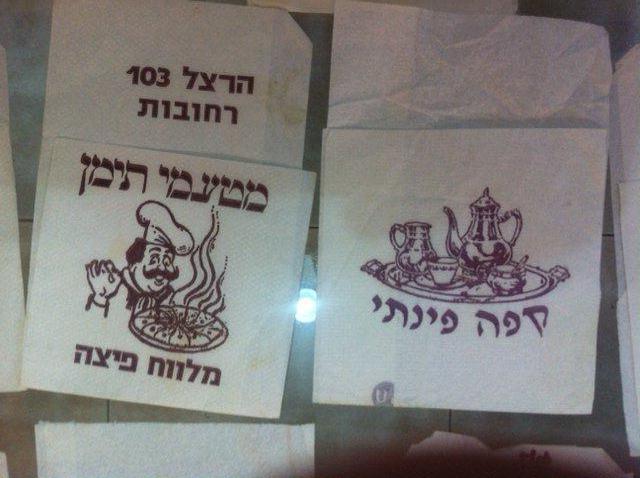 הרצל 103
רחובות
מטעמי תימן
מלווח פיצה
קפה פינתי